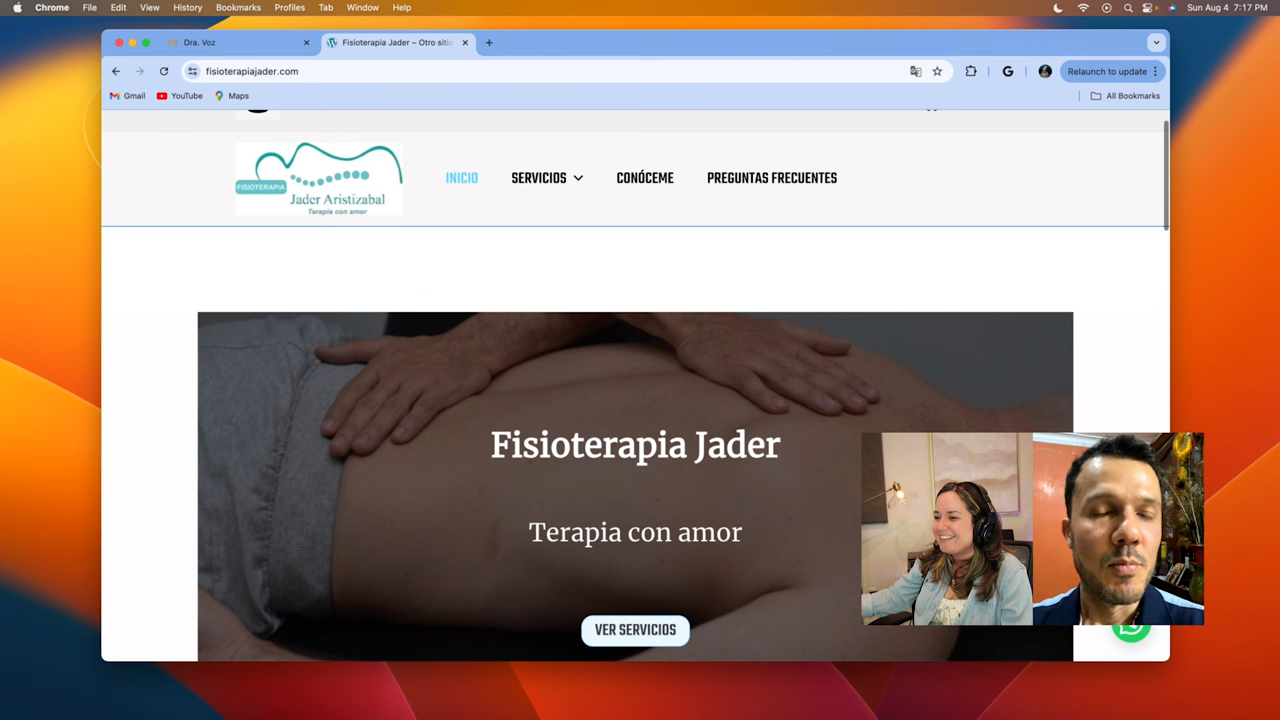 Chrome File Edit View History Bookmarks Profiles Tab Window Help Sun Aug 4 7:17 PM
Dra. Voz
Fisioterapia Jader – Otro siti
fisioterapiajader.com
Relaunch to update
Gmail YouTube Maps All Bookmarks
FISIOTERAPIA
Jader Aristizabal
Terapia con amor
INICIO SERVICIOS CONÓCEME PREGUNTAS FRECUENTES
Fisioterapia Jader
Terapia con amor
VER SERVICIOS